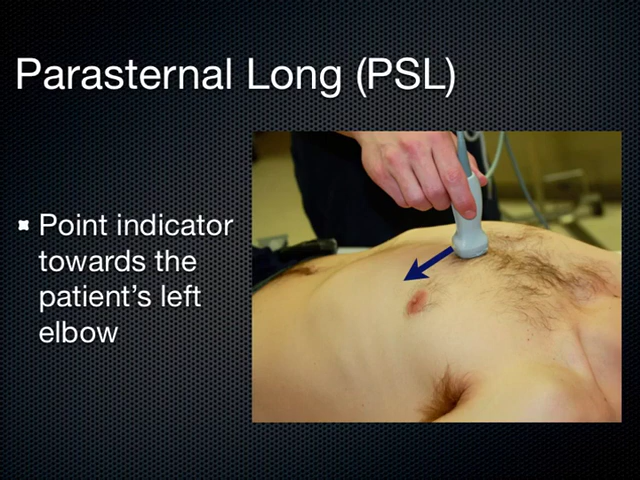 Parasternal Long (PSL)
Point indicator
towards the
patient's left
elbow